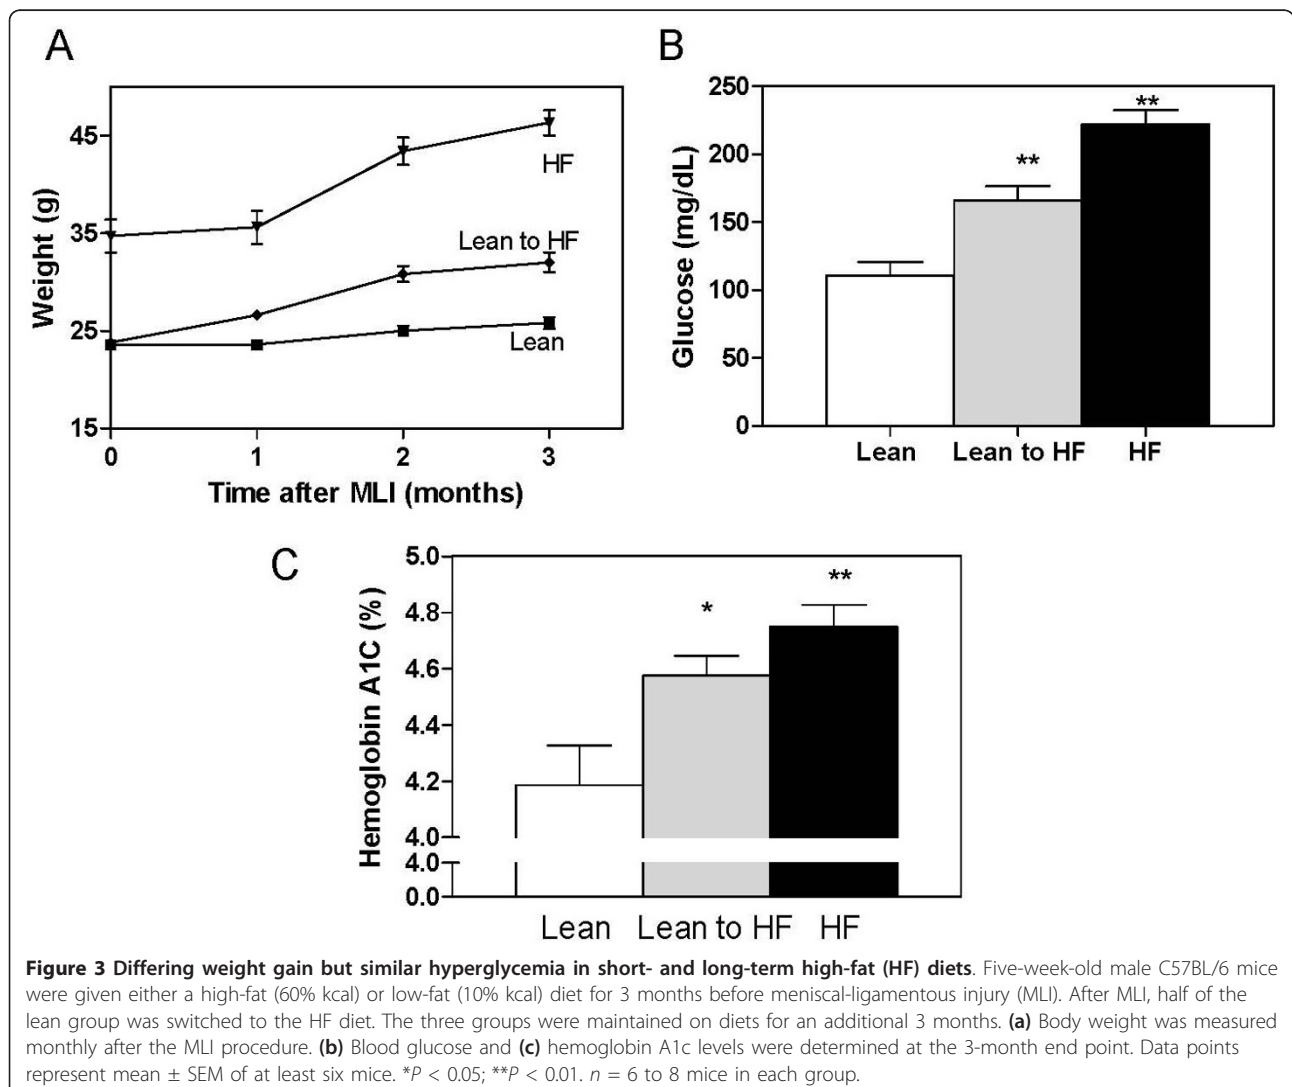 A
45
35
25
15
0 1 2 3
Weight (g)
Time after MLI (months)
HF
Lean to HF
Lean
B
250
200
150
100
50
0
Glucose (mg/dL)
**
**
Lean Lean to HF HF
C
5.0
4.8
4.6
4.4
4.2
4.0
4.0
0.0
Hemoglobin A1C (%)
*
**
Lean Lean to HF HF
Figure 3 Differing weight gain but similar hyperglycemia in short- and long-term high-fat (HF) diets. Five-week-old male C57BL/6 mice
were given either a high-fat (60% kcal) or low-fat (10% kcal) diet for 3 months before meniscal-ligamentous injury (MLI). After MLI, half of the
lean group was switched to the HF diet. The three groups were maintained on diets for an additional 3 months. (a) Body weight was measured
monthly after the MLI procedure. (b) Blood glucose and (c) hemoglobin A1c levels were determined at the 3-month end point. Data points
represent mean ± SEM of at least six mice. *P < 0.05; **P < 0.01. n = 6 to 8 mice in each group.